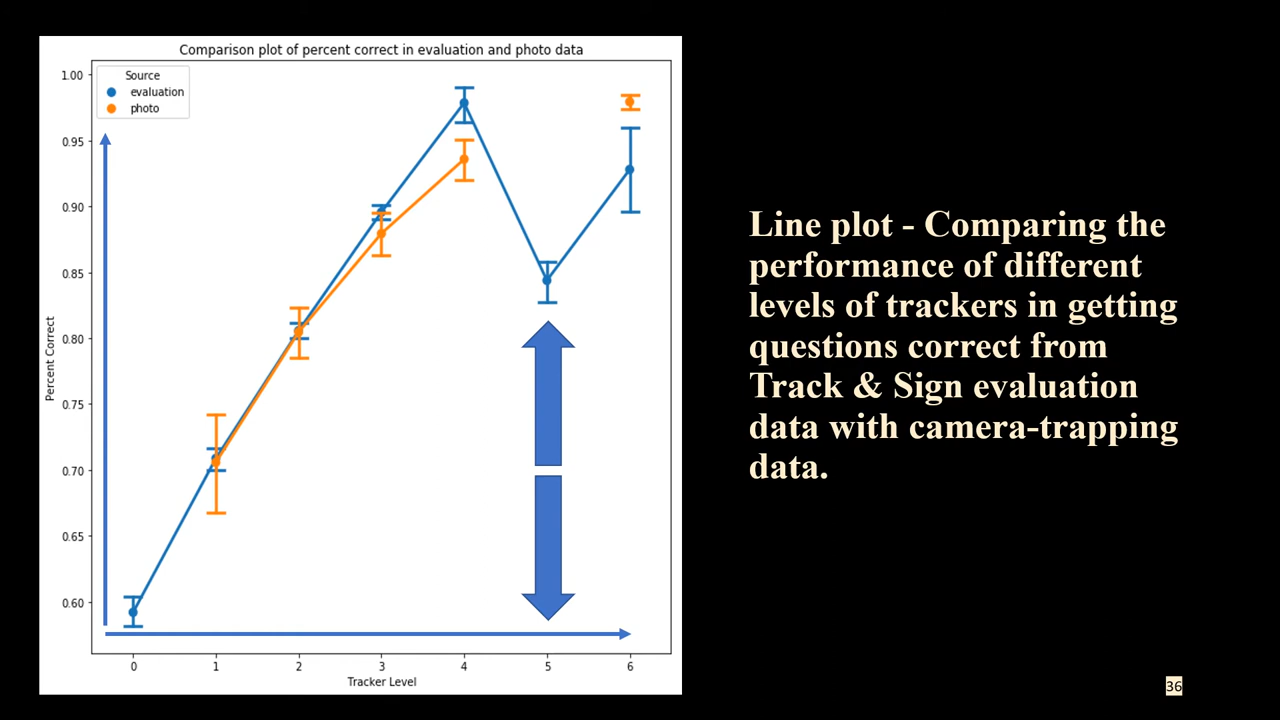 Comparison plot of percent correct in evaluation and photo data
Source
evaluation
photo
1.00
0.95
0.90
0.85
0.80
0.75
0.70
0.65
0.60
Percent Correct
0 1 2 3 4 5 6
Tracker Level
Line plot - Comparing the
performance of different
levels of trackers in getting
questions correct from
Track & Sign evaluation
data with camera-trapping
data.
36